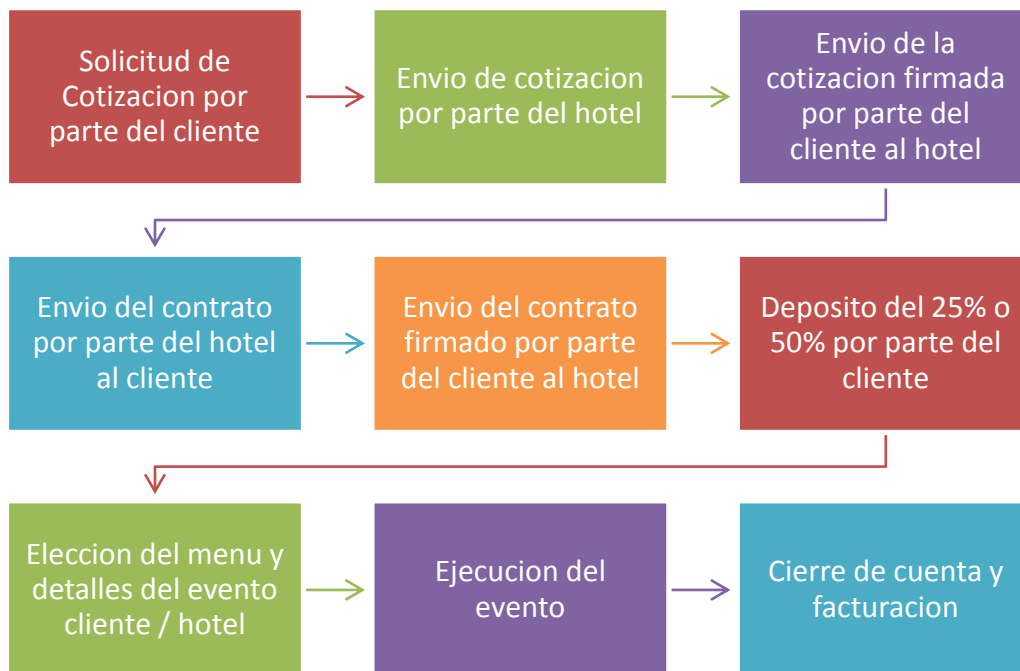 Solicitud de
Cotizacion por
parte del cliente
Envio de cotizacion
por parte del hotel
Envio de la
cotizacion firmada
por parte del
cliente al hotel
Envio del contrato
por parte del hotel
al cliente
Envio del contrato
firmado por parte
del cliente al hotel
Deposito del 25% o
50% por parte del
cliente
Eleccion del menu y
detalles del evento
cliente / hotel
Ejecucion del
evento
Cierre de cuenta y
facturacion